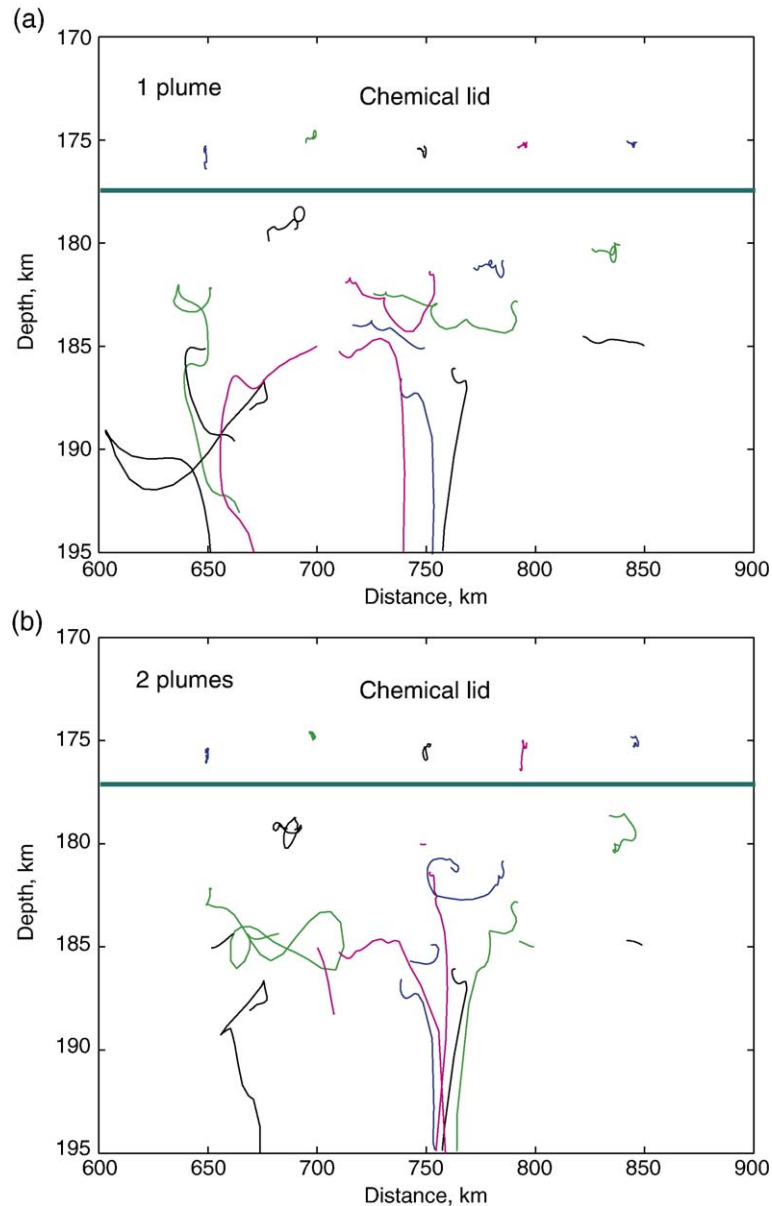 (a)
170
1 plume
Chemical lid
175
180
Depth, km
185
190
195
600 650 700 750 800 850 900
Distance, km
(b)
170
2 plumes
Chemical lid
175
180
Depth, km
185
190
195
600 650 700 750 800 850 900
Distance, km